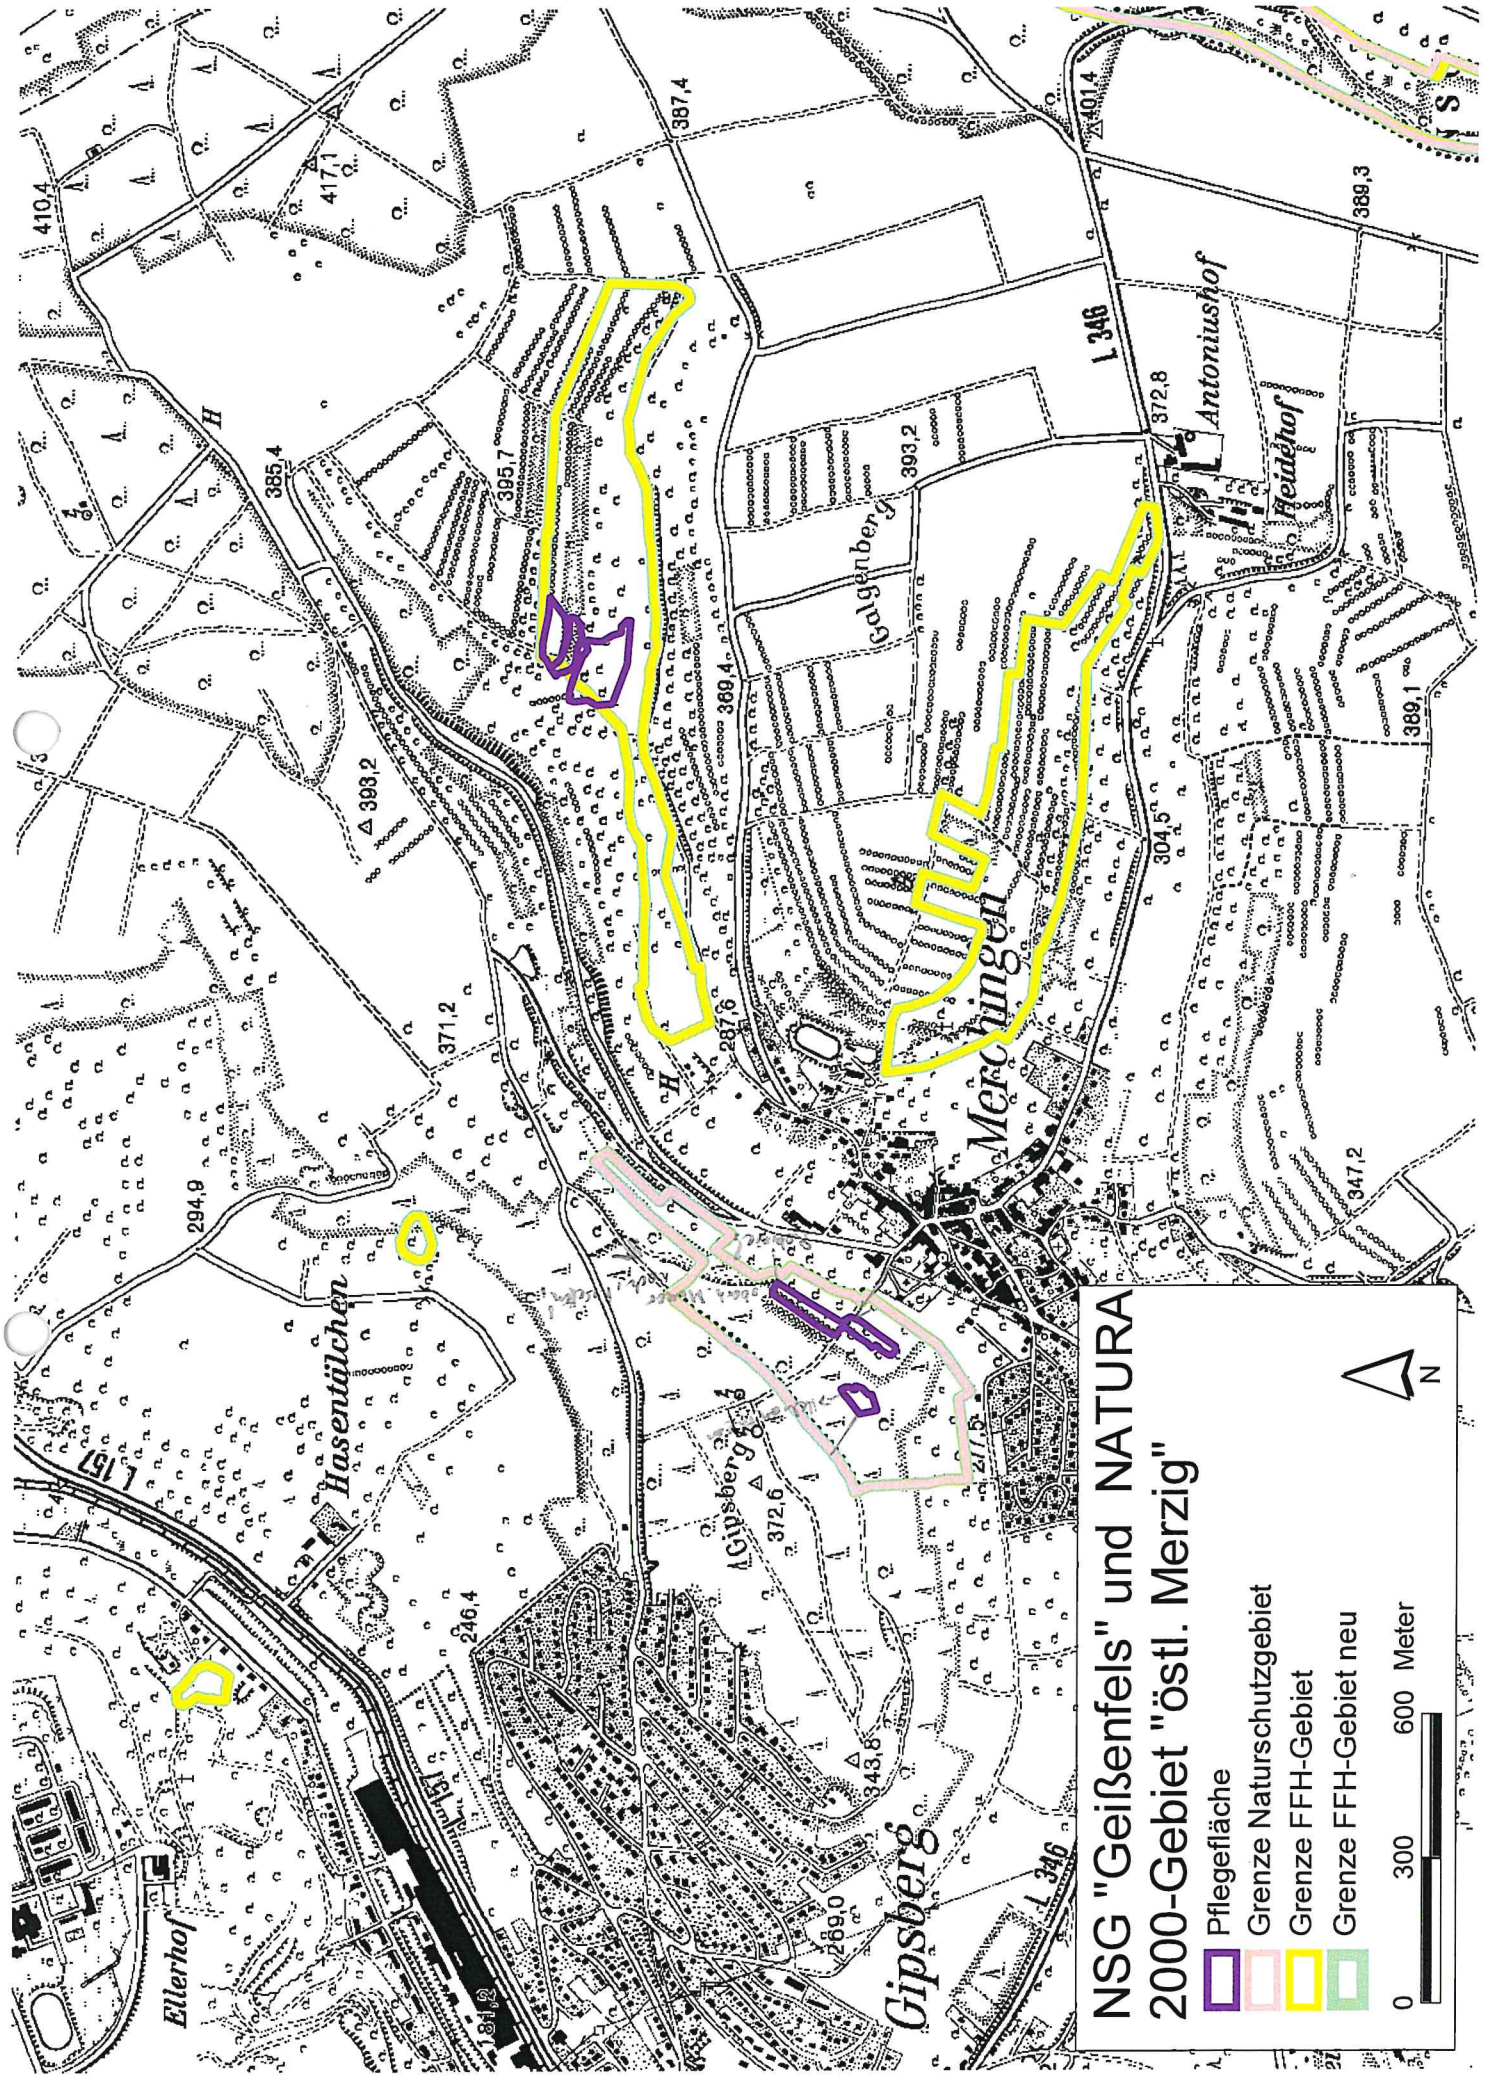 410,4
417,1
387,4
401,4
N S
389,3
H
385,4
395,7
L 346
Antoniushof
372,8
Heidehof
393,2
Galgenberg
393,2
369,4
389,1
304,5
371,2
287,6
H
Merchingen
294,9
347,2
Hasentälchen
L 157
Gipsberg
372,6
277,5
246,4
157
343,8
Ellerhof
181,2
269,0
Gipsberg
L 346
NSG "Geißenfels" und NATURA
2000-Gebiet "östl. Merzig"
Pflegefläche
Grenze Naturschutzgebiet
Grenze FFH-Gebiet
Grenze FFH-Gebiet neu
0 300 600 Meter
N